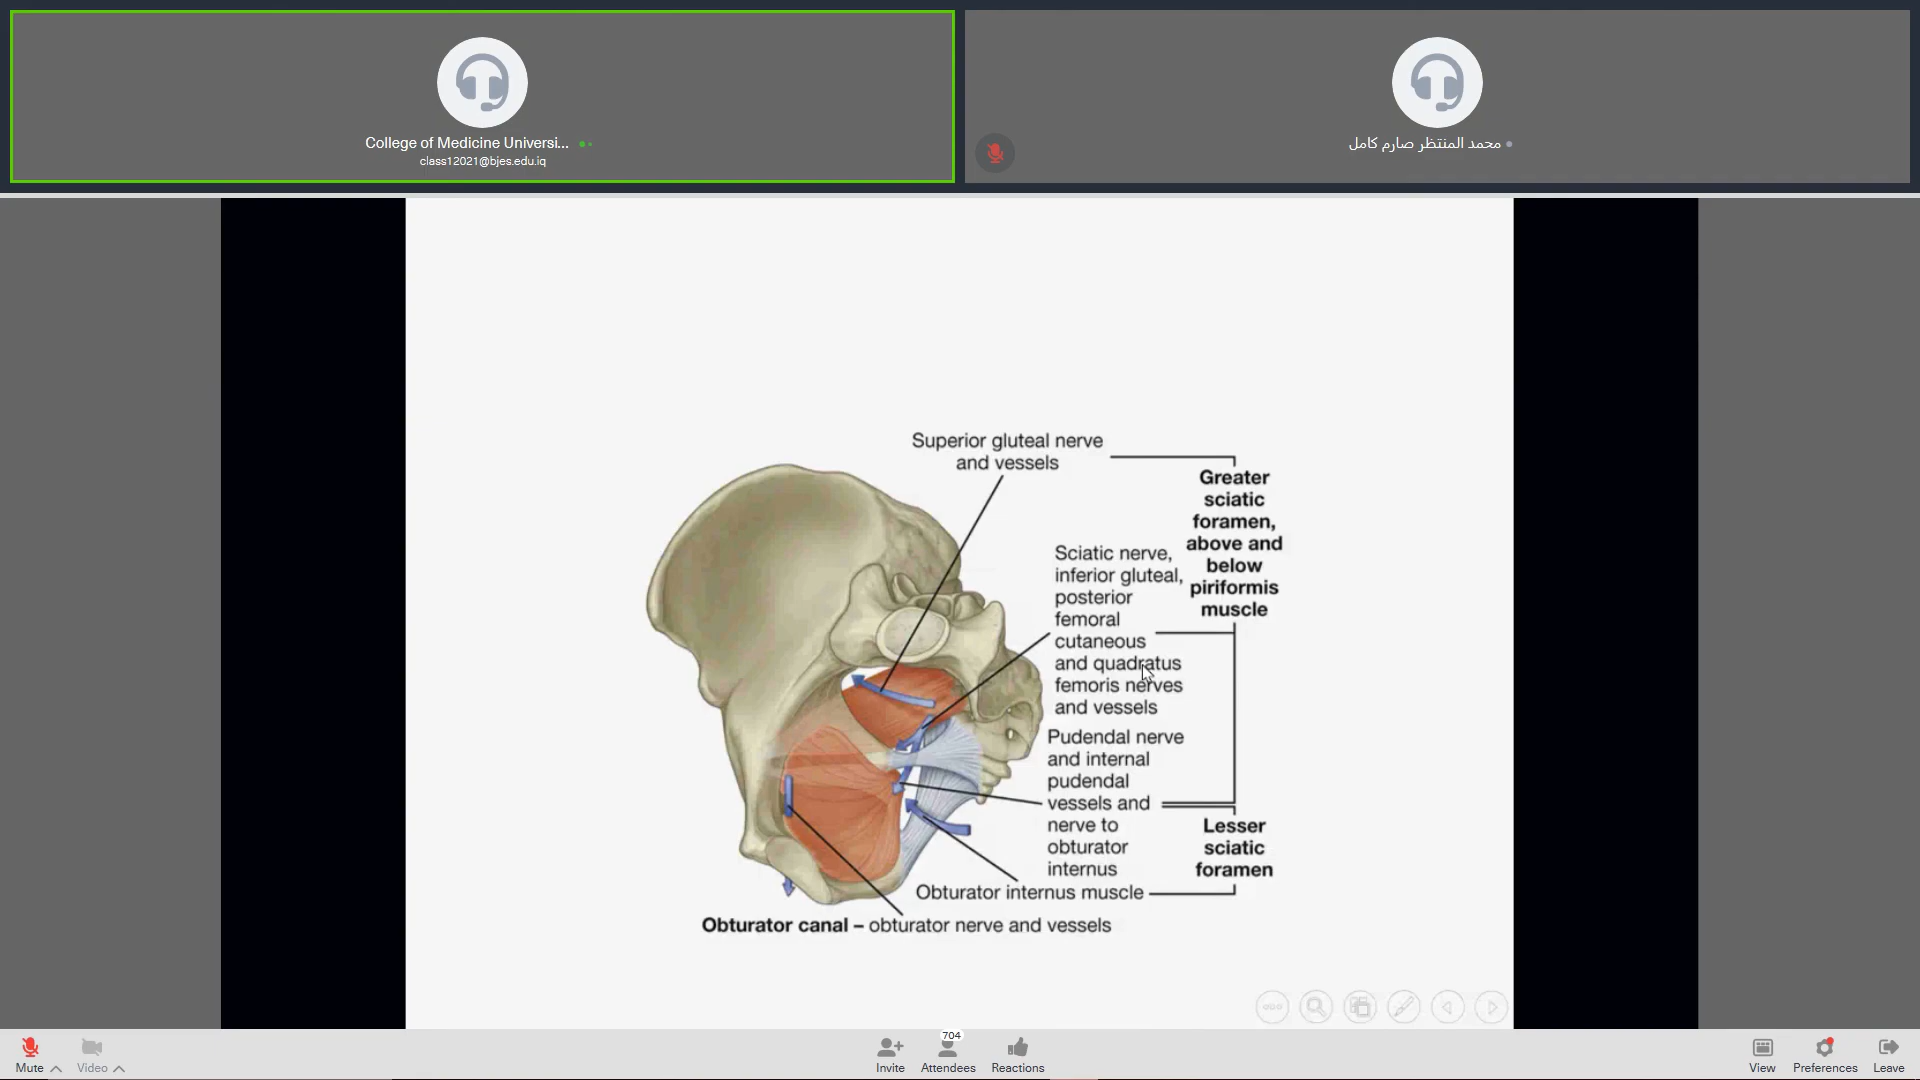 College of Medicine Universi...
class12021@bjes.edu.iq
محمد المنتظر صارم كامل
Superior gluteal nerve
and vessels
Greater
sciatic
foramen,
above and
below
piriformis
muscle
Sciatic nerve,
inferior gluteal,
posterior
femoral
cutaneous
and quadratus
femoris nerves
and vessels
Pudendal nerve
and internal
pudendal
vessels and
nerve to
obturator
internus
Lesser
sciatic
foramen
Obturator internus muscle
Obturator canal – obturator nerve and vessels
Mute
Video
Invite
704
Attendees
Reactions
View
Preferences
Leave